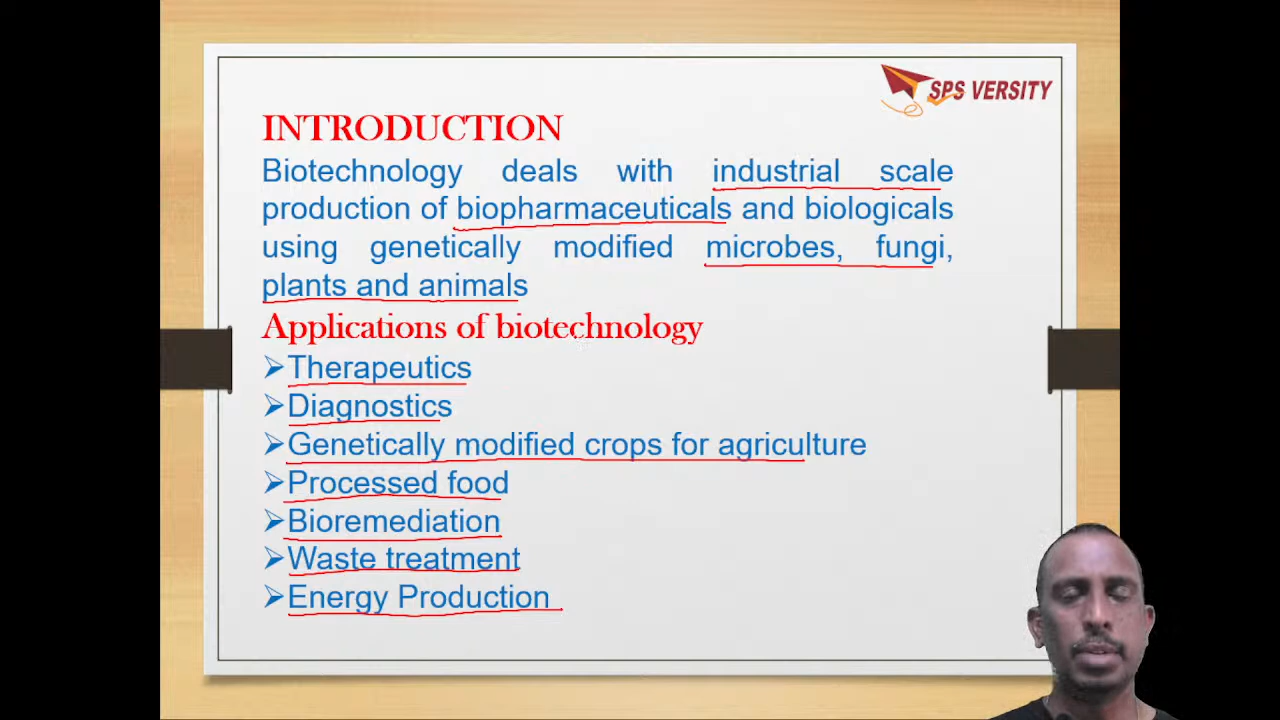 SPS VERSITY
INTRODUCTION
Biotechnology deals with industrial scale
production of biopharmaceuticals and biologicals
using genetically modified microbes, fungi,
plants and animals
Applications of biotechnology
➢Therapeutics
➢Diagnostics
➢Genetically modified crops for agriculture
➢Processed food
➢Bioremediation
➢Waste treatment
➢Energy Production